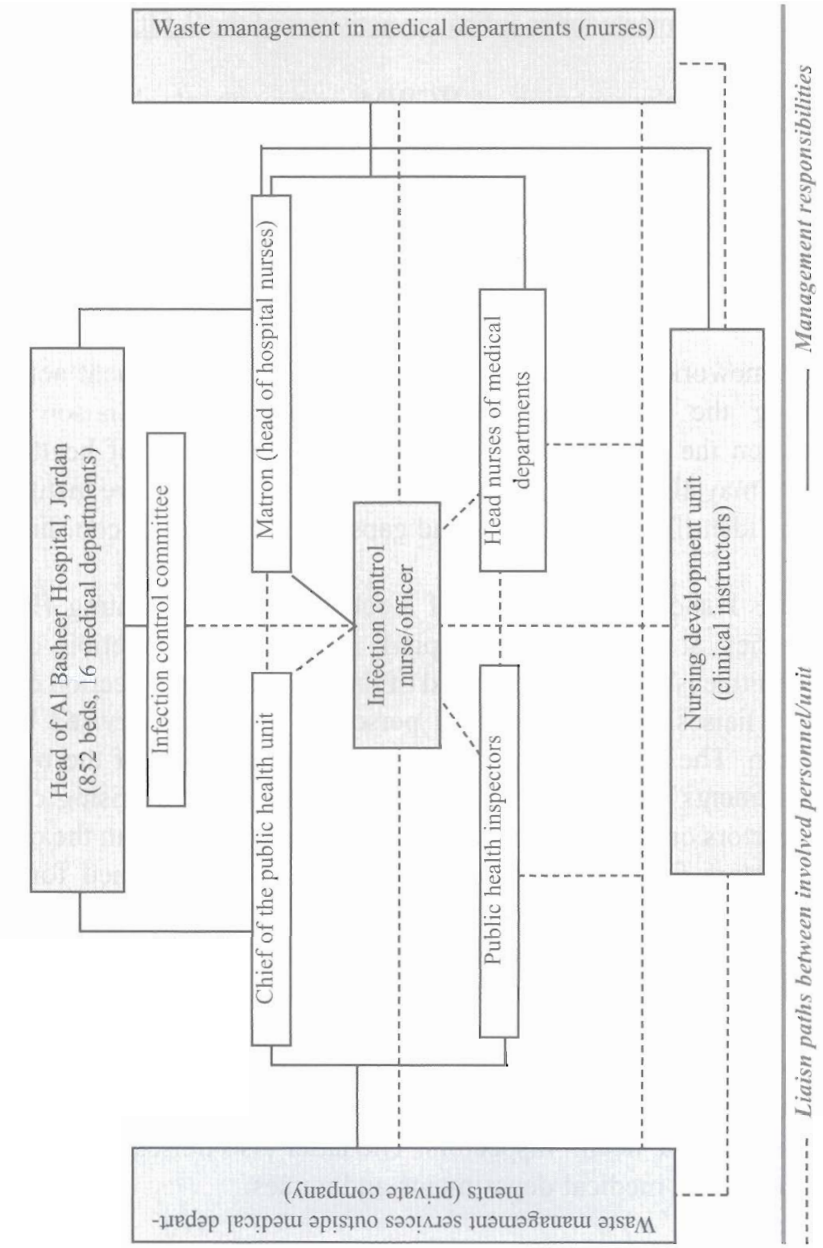 Head of Al Basheer Hospital, Jordan
(852 beds, 16 medical departments)
Infection control committee
Chief of the public health unit
Matron (head of hospital nurses)
Infection control
nurse/officer
Public health inspectors
Head nurses of medical
departments
Nursing development unit
(clinical instructors)
Waste management outside services medical depart-
ments (private company)
Waste management in medical departments (nurses)
Liaisn paths between involved personnel/unit
Management responsibilities